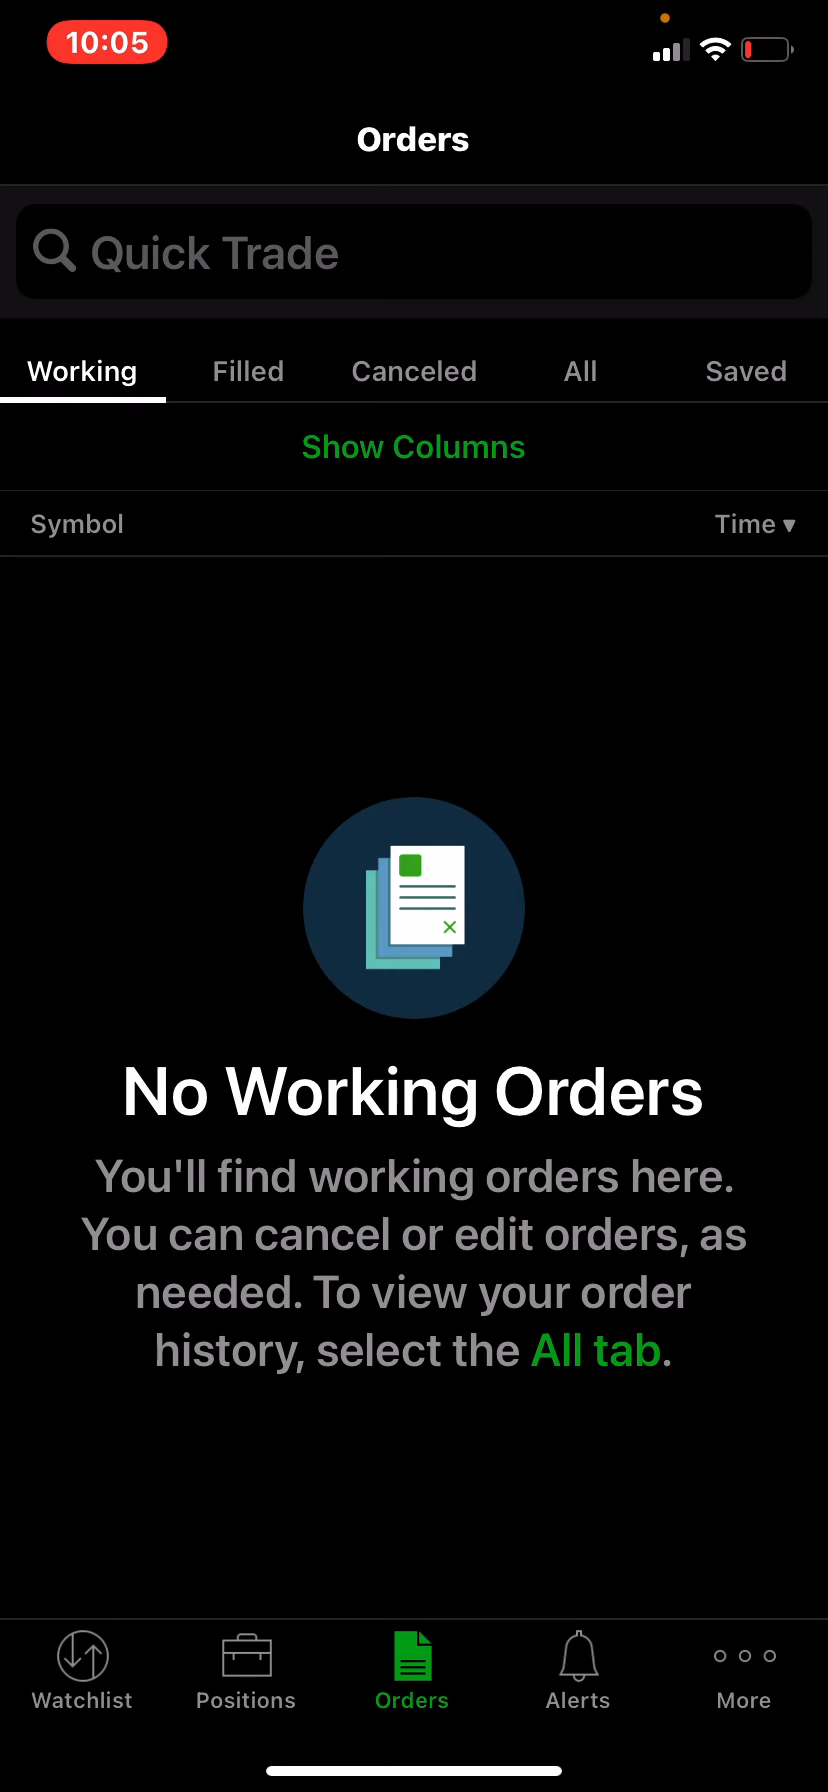 10:05
Orders
Quick Trade
Working Filled Canceled All Saved
Show Columns
Symbol Time ▾
No Working Orders
You'll find working orders here.
You can cancel or edit orders, as
needed. To view your order
history, select the All tab.
Watchlist Positions Orders Alerts More